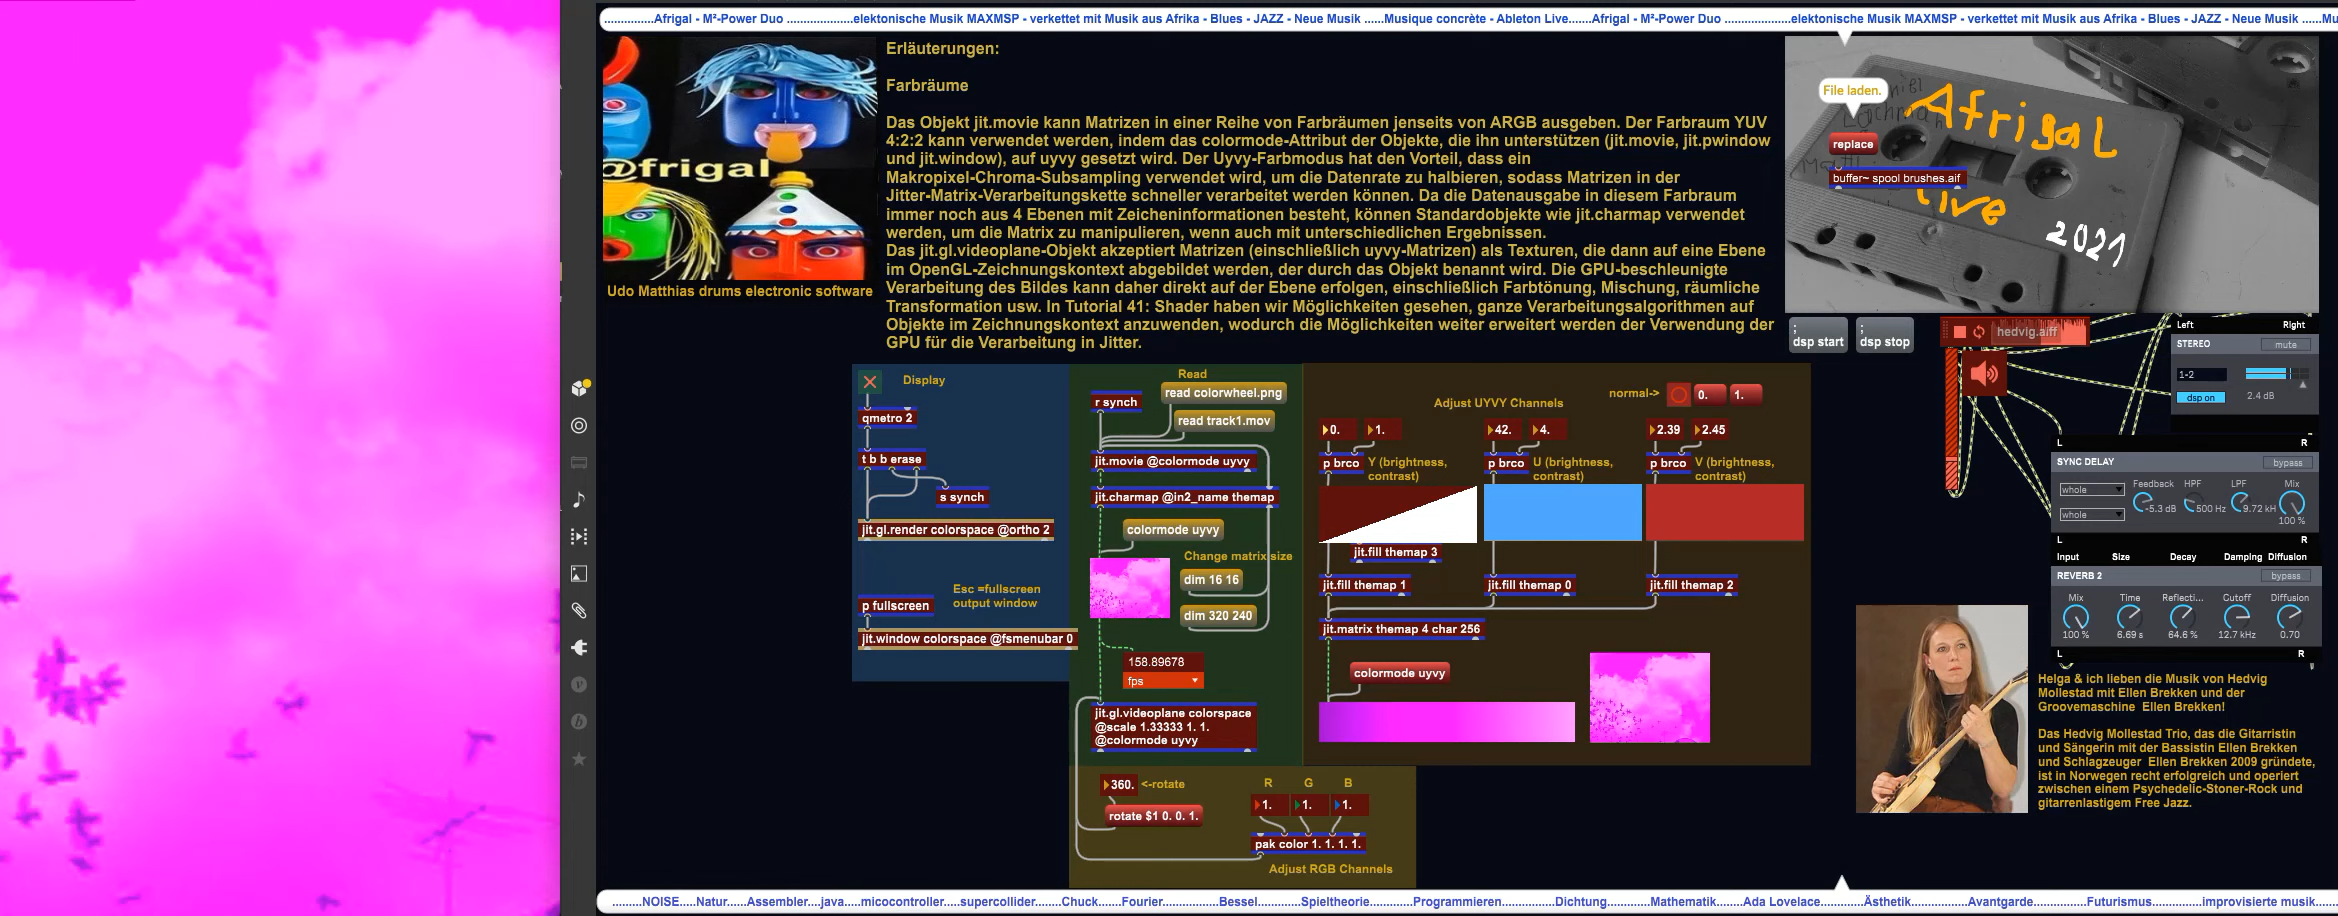 ...............Afrigal - M²-Power Duo ....................elektonische Musik MAXMSP - verkettet mit Musik aus Afrika - Blues - JAZZ - Neue Musik ......Musique concrète - Ableton Live.......Afrigal - M²-Power Duo ....................elektonische Musik MAXMSP - verkettet mit Musik aus Afrika - Blues - JAZZ - Neue Musik ......Mu
@frigal
Udo Matthias drums electronic software
Erläuterungen:
Farbräume
Das Objekt jit.movie kann Matrizen in einer Reihe von Farbräumen jenseits von ARGB ausgeben. Der Farbraum YUV
4:2:2 kann verwendet werden, indem das colormode-Attribut der Objekte, die ihn unterstützen (jit.movie, jit.pwindow
und jit.window), auf uyvy gesetzt wird. Der Uyvy-Farbmodus hat den Vorteil, dass ein
Makropixel-Chroma-Subsampling verwendet wird, um die Datenrate zu halbieren, sodass Matrizen in der
Jitter-Matrix-Verarbeitungskette schneller verarbeitet werden können. Da die Datenausgabe in diesem Farbraum
immer noch aus 4 Ebenen mit Zeicheninformationen besteht, können Standardobjekte wie jit.charmap verwendet
werden, um die Matrix zu manipulieren, wenn auch mit unterschiedlichen Ergebnissen.
Das jit.gl.videoplane-Objekt akzeptiert Matrizen (einschließlich uyvy-Matrizen) als Texturen, die dann auf eine Ebene
im OpenGL-Zeichnungskontext abgebildet werden, der durch das Objekt benannt wird. Die GPU-beschleunigte
Verarbeitung des Bildes kann daher direkt auf der Ebene erfolgen, einschließlich Farbtönung, Mischung, räumliche
Transformation usw. In Tutorial 41: Shader haben wir Möglichkeiten gesehen, ganze Verarbeitungsalgorithmen auf
Objekte im Zeichnungskontext anzuwenden, wodurch die Möglichkeiten weiter erweitert werden der Verwendung der
GPU für die Verarbeitung in Jitter.
File laden.
replace
buffer~ spool brushes.aif
Afrigal
live
2021
; dsp start
; dsp stop
hedvig.aiff
Left Right
STEREO mute
1-2
dsp on 2.4 dB
L R
SYNC DELAY bypass
whole
whole
Feedback HPF LPF Mix
-5.3 dB 500 Hz 9.72 kH 100 %
L R
Input Size Decay Damping Diffusion
REVERB 2 bypass
Mix Time Reflecti... Cutoff Diffusion
100 % 6.69 s 64.6 % 12.7 kHz 0.70
L R
Display
qmetro 2
t b b erase
s synch
jit.gl.render colorspace @ortho 2
Esc =fullscreen
output window
p fullscreen
jit.window colorspace @fsmenubar 0
Read
r synch
read colorwheel.png
read track1.mov
jit.movie @colormode uyvy
jit.charmap @in2_name themap
colormode uyvy
Change matrix size
dim 16 16
dim 320 240
158.89678
fps
jit.gl.videoplane colorspace
@scale 1.33333 1. 1.
@colormode uyvy
360. <-rotate
rotate $1 0. 0. 1.
R G B
1. 1. 1.
pak color 1. 1. 1. 1.
Adjust RGB Channels
Adjust UYVY Channels
normal-> 0. 1.
0. 1. 42. 4. 2.39 2.45
p brco
Y (brightness,
contrast)
p brco
U (brightness,
contrast)
p brco
V (brightness,
contrast)
jit.fill themap 3
jit.fill themap 1
jit.fill themap 0
jit.fill themap 2
jit.matrix themap 4 char 256
colormode uyvy
Helga & ich lieben die Musik von Hedvig
Mollestad mit Ellen Brekken und der
Groovemaschine Ellen Brekken!
Das Hedvig Mollestad Trio, das die Gitarristin
und Sängerin mit der Bassistin Ellen Brekken
und Schlagzeuger Ellen Brekken 2009 gründete,
ist in Norwegen recht erfolgreich und operiert
zwischen einem Psychedelic-Stoner-Rock und
gitarrenlastigem Free Jazz.
.........NOISE....Natur......Assembler....java.....micocontroller....supercollider.....Chuck......Fourier..............Bessel...........Spieltheorie..........Programmieren.............Dichtung........Mathematik.......Ada Lovelace.......Ästhetik............Avantgarde............Futurismus..........improvisierte musik.......